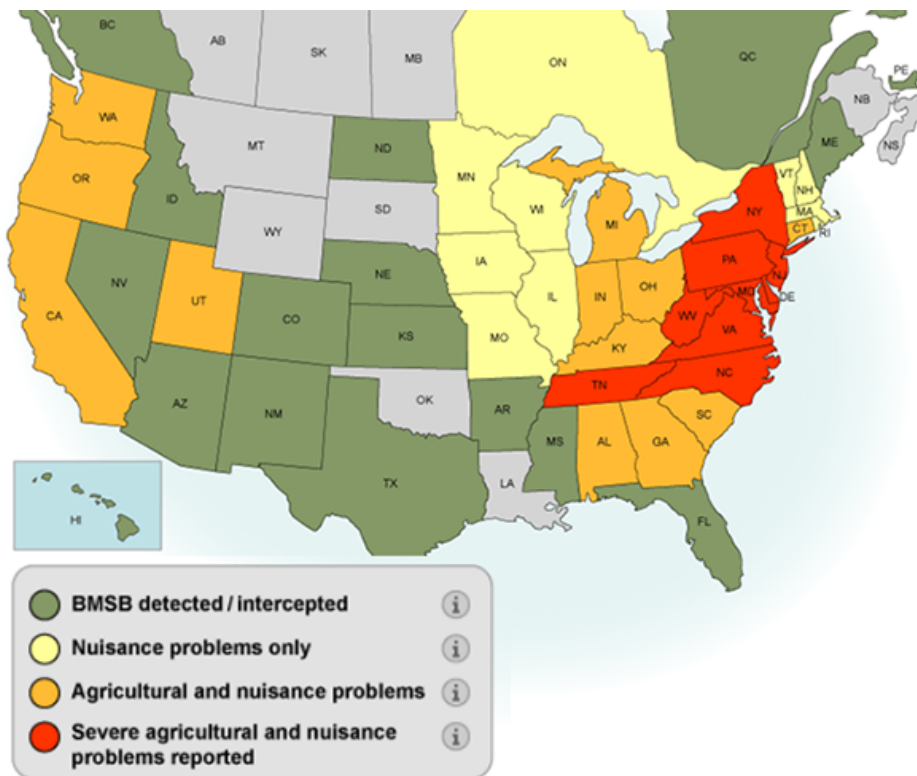 BC
AB
SK
MB
ON
QC
PE
NB
NS
WA
MT
ND
MN
ME
VT
NH
OR
ID
SD
WI
MA
NY
CT
RI
WY
MI
IA
PA
NV
NE
NJ
UT
CO
IL
IN
OH
MD
DE
CA
KS
MO
WV
VA
KY
AZ
NM
OK
AR
TN
NC
MS
AL
GA
SC
TX
LA
HI
FL
BMSB detected / intercepted i
Nuisance problems only i
Agricultural and nuisance problems i
Severe agricultural and nuisance i
problems reported